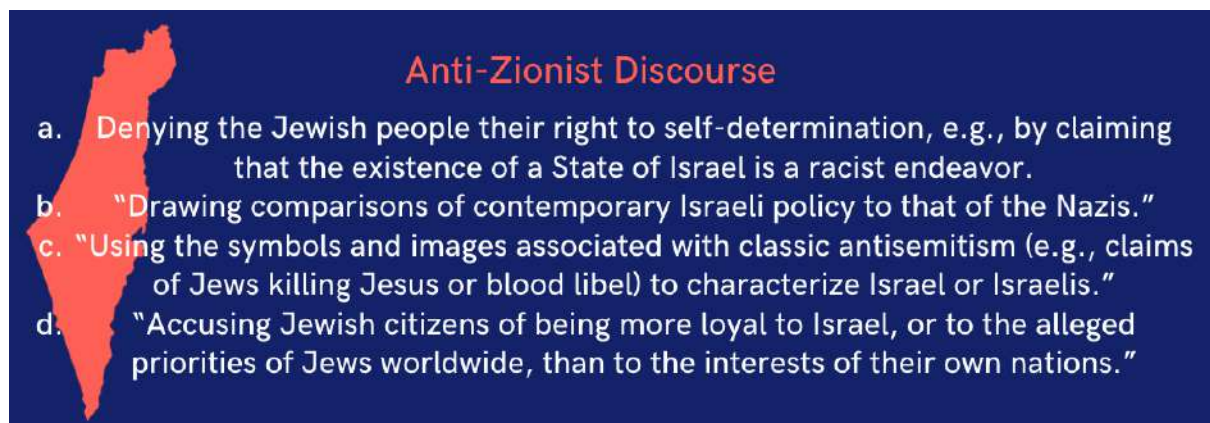 Anti-Zionist Discourse
a. Denying the Jewish people their right to self-determination, e.g., by claiming
that the existence of a State of Israel is a racist endeavor.
b. “Drawing comparisons of contemporary Israeli policy to that of the Nazis.”
c. “Using the symbols and images associated with classic antisemitism (e.g., claims
of Jews killing Jesus or blood libel) to characterize Israel or Israelis.”
d. “Accusing Jewish citizens of being more loyal to Israel, or to the alleged
priorities of Jews worldwide, than to the interests of their own nations.”